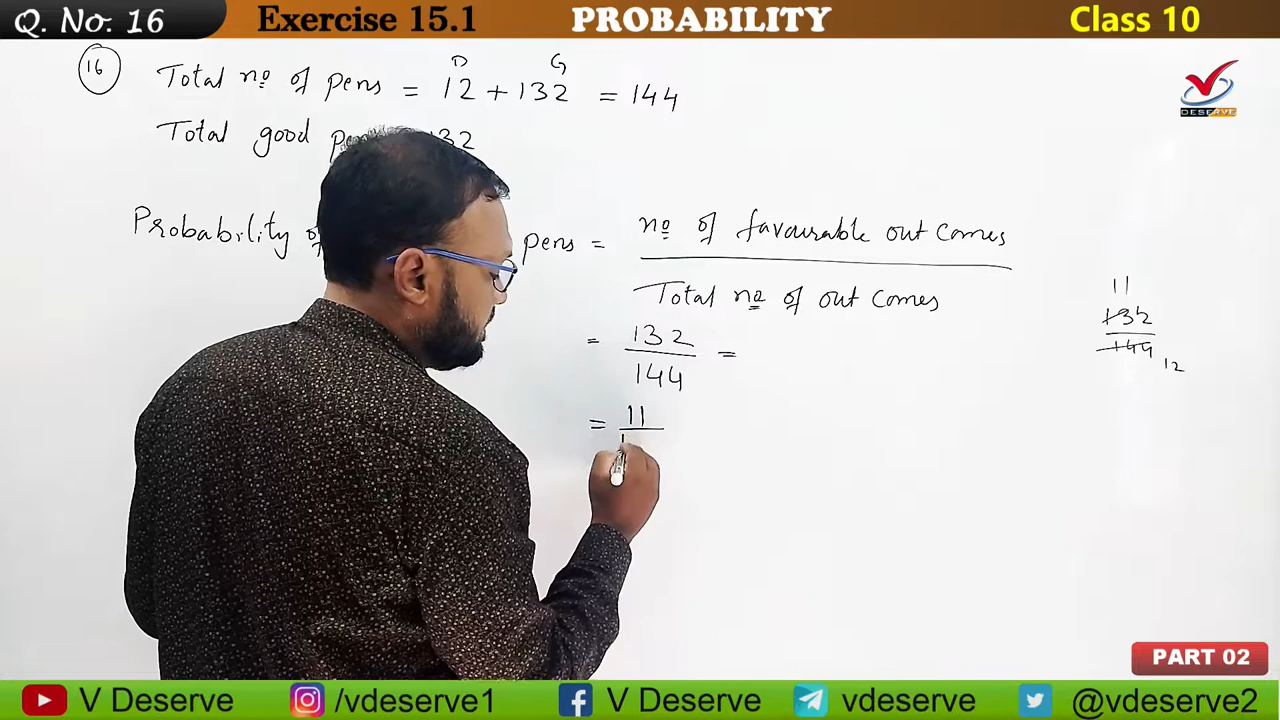 Q. No. 16 Exercise 15.1 PROBABILITY Class 10
16 Total no of pens = 12 + 132 = 144
D G
Total good 132
DESERVE
Probability pens = no of favourable out comes
Total no of out comes
= 132 / 144 =
= 11
11
132
144
12
PART 02
V Deserve /vdeserve1 V Deserve vdeserve @vdeserve2